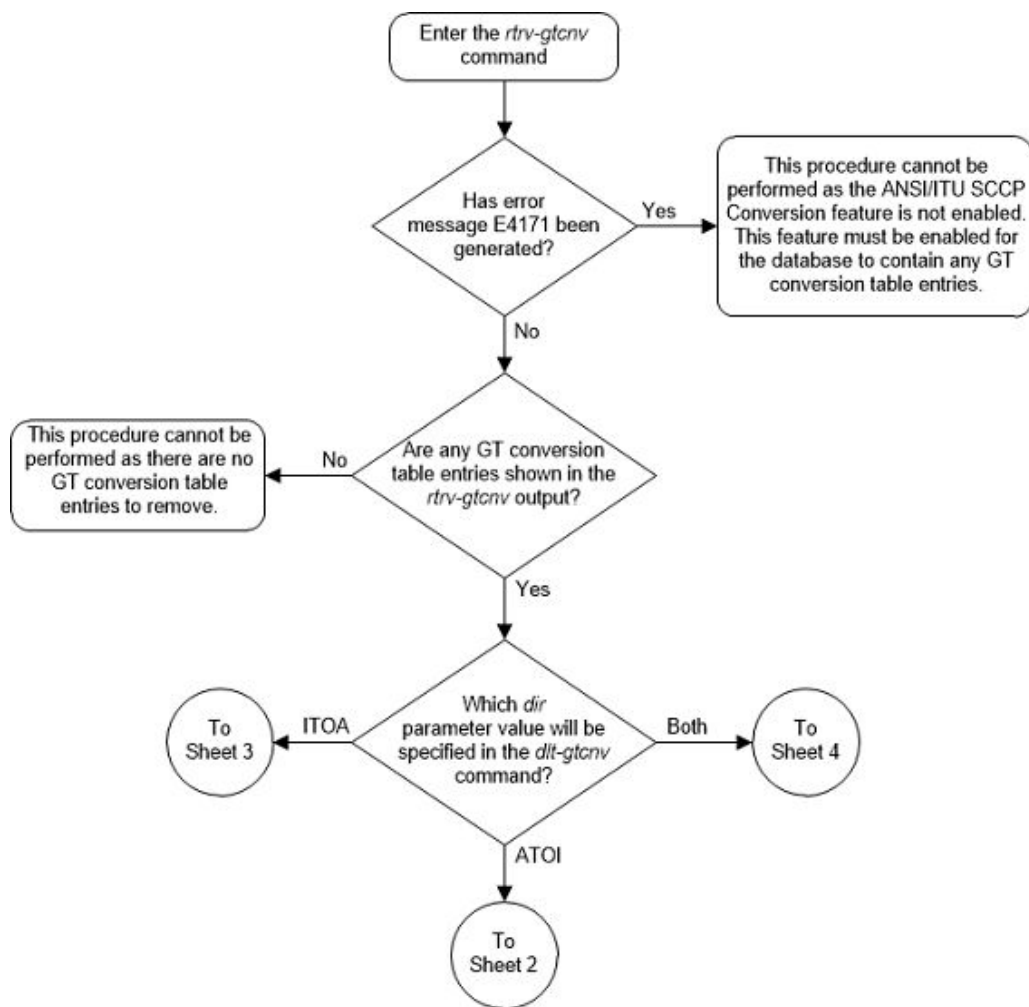 Enter the rtrv-gtcnv
command
Has error
message E4171 been
generated?
Yes
This procedure cannot be
performed as the ANSI/ITU SCCP
Conversion feature is not enabled.
This feature must be enabled for
the database to contain any GT
conversion table entries.
No
Are any GT conversion
table entries shown in the
rtrv-gtcnv output?
No
This procedure cannot be
performed as there are no
GT conversion table
entries to remove.
Yes
Which dir
parameter value will be
specified in the dlt-gtcnv
command?
ITOA
To
Sheet 3
Both
To
Sheet 4
ATOI
To
Sheet 2